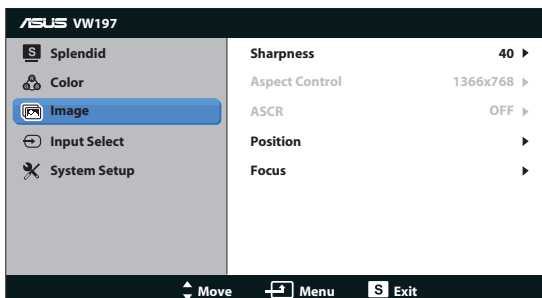 ASUS VW197
S Splendid
Color
Image
Input Select
System Setup
Sharpness 40
Aspect Control 1366x768
ASCR OFF
Position
Focus
Move Menu S Exit